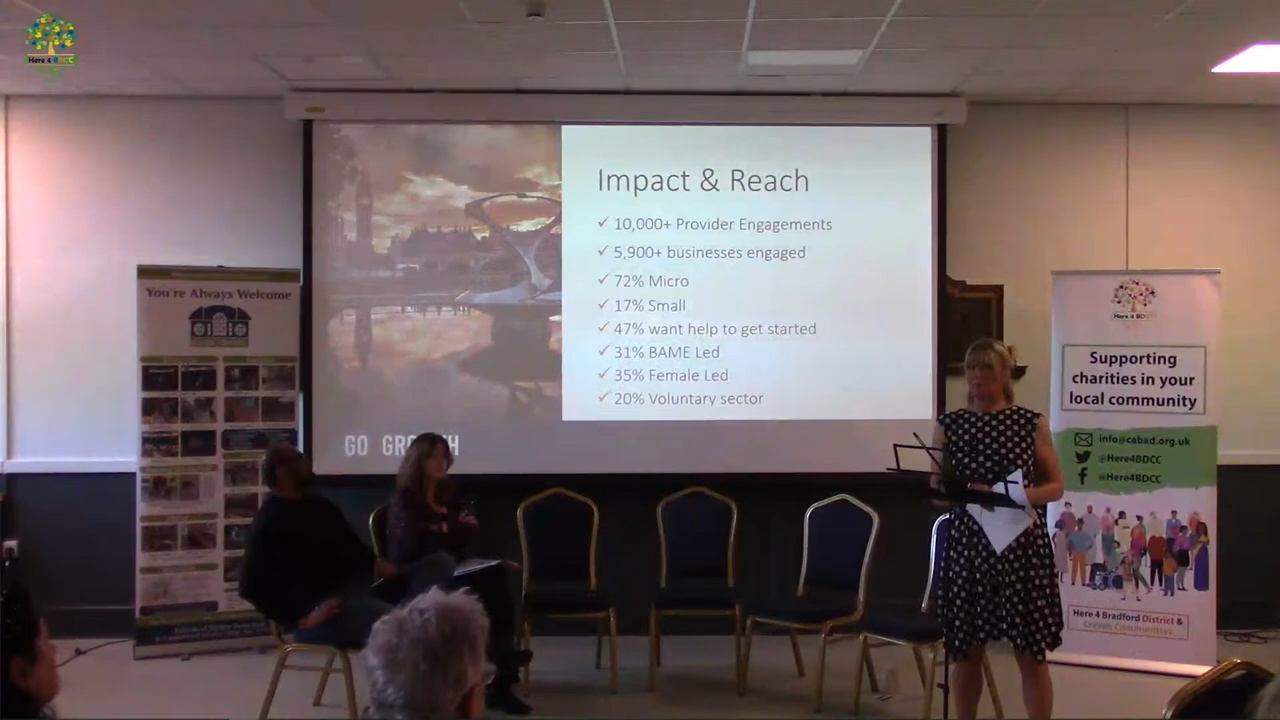 Here 4 BDCC
Impact & Reach
✓ 10,000+ Provider Engagements
✓ 5,900+ businesses engaged
✓ 72% Micro
✓ 17% Small
✓ 47% want help to get started
✓ 31% BAME Led
✓ 35% Female Led
✓ 20% Voluntary sector
GO GR
TH
You're Always Welcome
Here 4 BDCC
Supporting
charities in your
local community
info@cabad.org.uk
@Here4BDCC
@Here4BDCC
Here 4 Bradford District &
Craven Communities